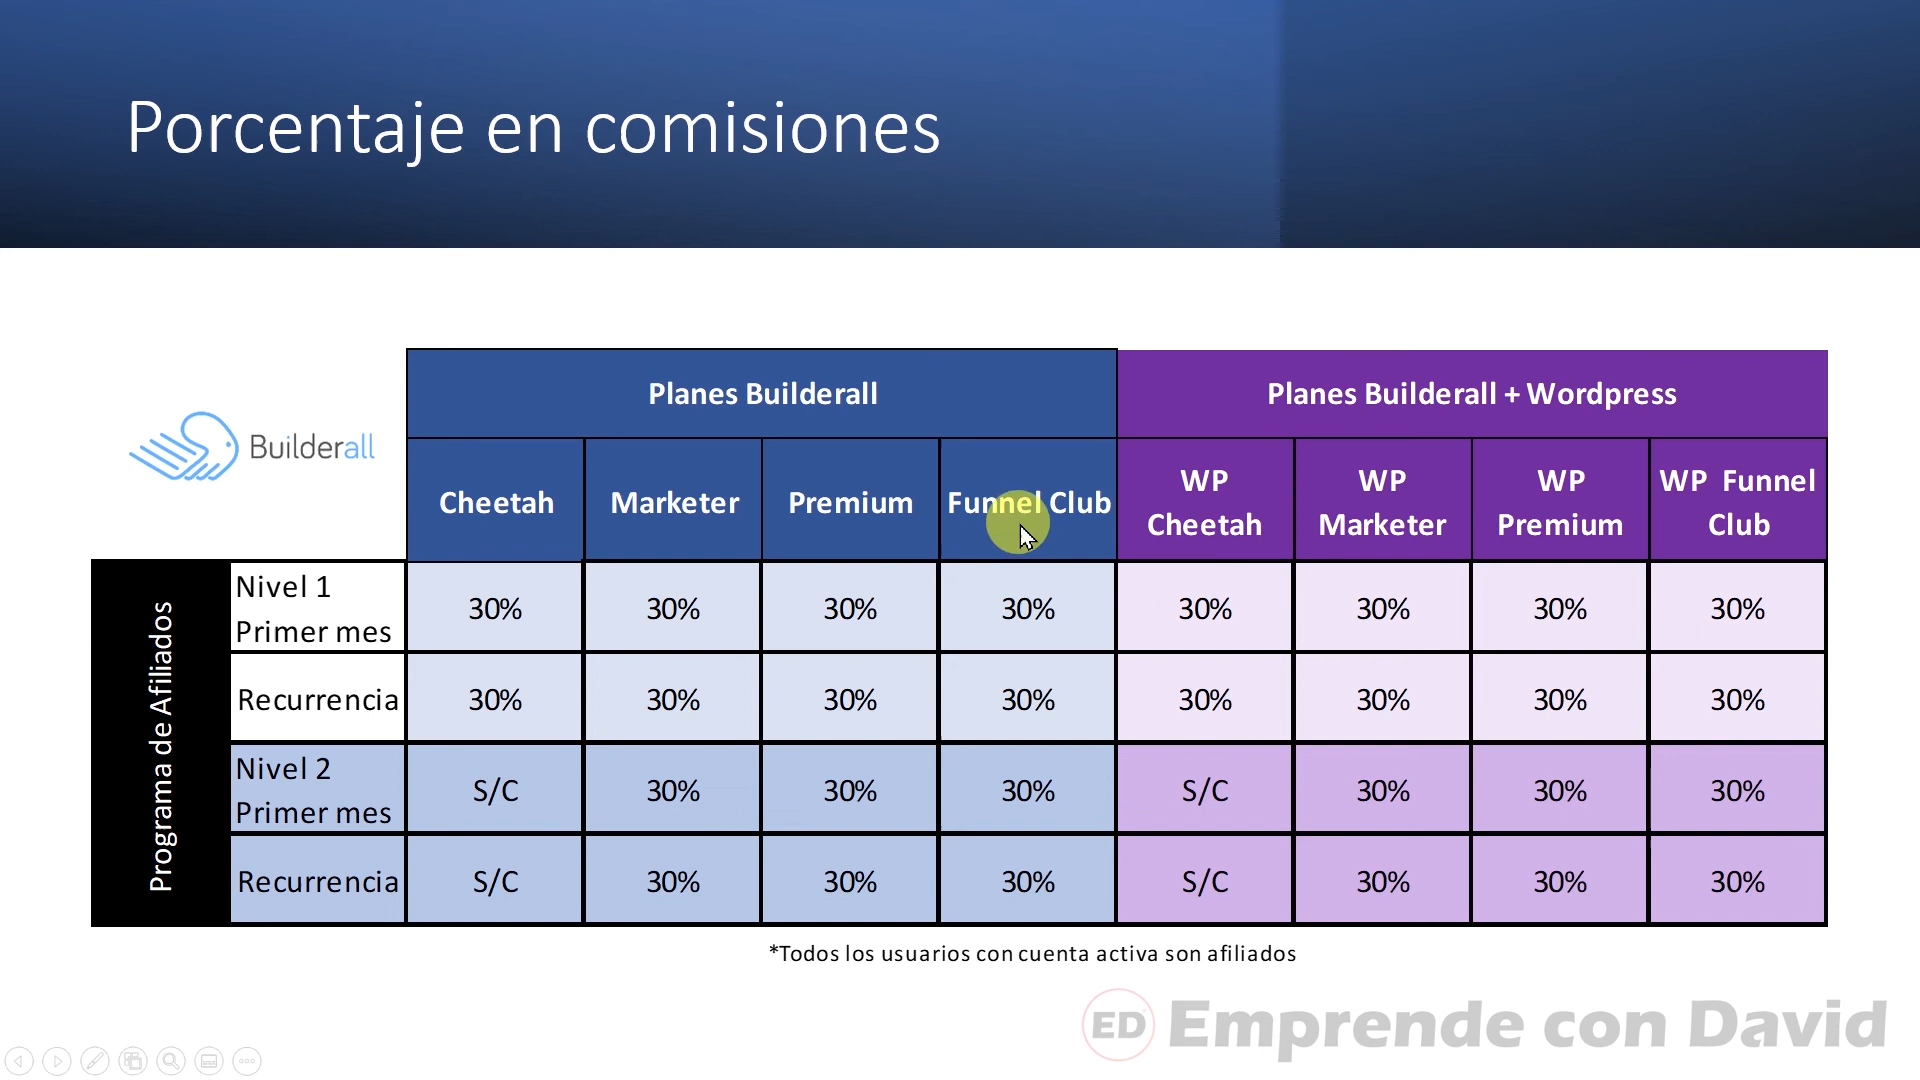 Porcentaje en comisiones
Builderall
Planes Builderall
Planes Builderall + Wordpress
Cheetah
Marketer
Premium
Funnel Club
WP
Cheetah
WP
Marketer
WP
Premium
WP Funnel
Club
Programa de Afiliados
Nivel 1
Primer mes
30% 30% 30% 30% 30% 30% 30% 30%
Recurrencia 30% 30% 30% 30% 30% 30% 30% 30%
Nivel 2
Primer mes
S/C 30% 30% 30% S/C 30% 30% 30%
Recurrencia S/C 30% 30% 30% S/C 30% 30% 30%
*Todos los usuarios con cuenta activa son afiliados
ED Emprende con David